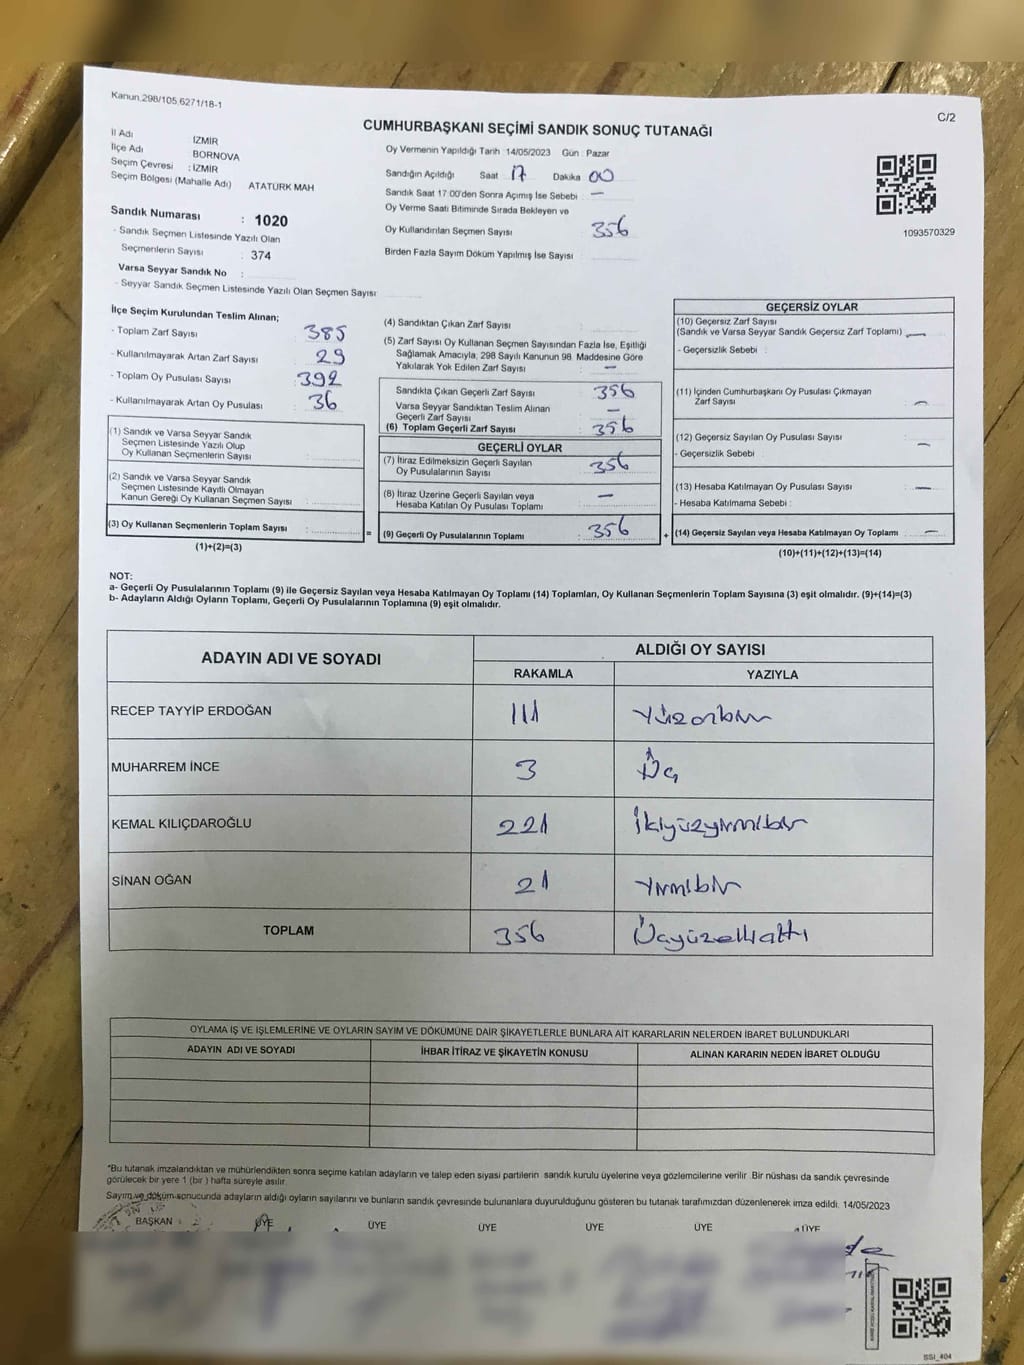 Kanun.298/105,6271/18-1
C/2
CUMHURBAŞKANI SEÇİMİ SANDIK SONUÇ TUTANAĞI
İl Adı İZMİR
İlçe Adı BORNOVA
Seçim Çevresi : İZMİR
Seçim Bölgesi (Mahalle Adı) ATATÜRK MAH
Oy Vermenin Yapıldığı Tarih 14/05/2023 Gün : Pazar
Sandığın Açıldığı Saat 17 Dakika 00
Sandık Saat 17:00'den Sonra Açımış İse Sebebi : —
Oy Verme Saati Bitiminde Sırada Bekleyen ve
Oy Kullandırılan Seçmen Sayısı 356
Birden Fazla Sayım Döküm Yapılmış İse Sayısı :
1093570329
Sandık Numarası : 1020
- Sandık Seçmen Listesinde Yazılı Olan
Seçmenlerin Sayısı : 374
Varsa Seyyar Sandık No :
- Seyyar Sandık Seçmen Listesinde Yazılı Olan Seçmen Sayısı :
İlçe Seçim Kurulundan Teslim Alınan;
- Toplam Zarf Sayısı 385
- Kullanılmayarak Artan Zarf Sayısı : 29
- Toplam Oy Pusulası Sayısı : 392
- Kullanılmayarak Artan Oy Pusulası : 36
(1) Sandık ve Varsa Seyyar Sandık
Seçmen Listesinde Yazılı Olup
Oy Kullanan Seçmenlerin Sayısı :
(2) Sandık ve Varsa Seyyar Sandık
Seçmen Listesinde Kayıtlı Olmayan
Kanun Gereği Oy Kullanan Seçmen Sayısı :
(3) Oy Kullanan Seçmenlerin Toplam Sayısı :
(1)+(2)=(3)
=
(4) Sandıktan Çıkan Zarf Sayısı :
(5) Zarf Sayısı Oy Kullanan Seçmen Sayısından Fazla İse, Eşitliği
Sağlamak Amacıyla, 298 Sayılı Kanunun 98. Maddesine Göre
Yakılarak Yok Edilen Zarf Sayısı : —
Sandıkta Çıkan Geçerli Zarf Sayısı : 356
Varsa Seyyar Sandıktan Teslim Alınan
Geçerli Zarf Sayısı : —
(6) Toplam Geçerli Zarf Sayısı : 356
GEÇERLİ OYLAR
(7) İtiraz Edilmeksizin Geçerli Sayılan
Oy Pusulalarının Sayısı : 356
(8) İtiraz Üzerine Geçerli Sayılan veya
Hesaba Katılan Oy Pusulası Toplamı : —
(9) Geçerli Oy Pusulalarının Toplamı : 356
+
GEÇERSİZ OYLAR
(10) Geçersiz Zarf Sayısı
(Sandık ve Varsa Seyyar Sandık Geçersiz Zarf Toplamı) : —
- Geçersizlik Sebebi :
(11) İçinden Cumhurbaşkanı Oy Pusulası Çıkmayan
Zarf Sayısı : —
(12) Geçersiz Sayılan Oy Pusulası Sayısı : —
- Geçersizlik Sebebi :
(13) Hesaba Katılmayan Oy Pusulası Sayısı : —
- Hesaba Katılmama Sebebi :
(14) Geçersiz Sayılan veya Hesaba Katılmayan Oy Toplamı : —
(10)+(11)+(12)+(13)=(14)
NOT:
a- Geçerli Oy Pusulalarının Toplamı (9) ile Geçersiz Sayılan veya Hesaba Katılmayan Oy Toplamı (14) Toplamları, Oy Kullanan Seçmenlerin Toplam Sayısına (3) eşit olmalıdır. (9)+(14)=(3)
b- Adayların Aldığı Oyların Toplamı, Geçerli Oy Pusulalarının Toplamına (9) eşit olmalıdır.
ADAYIN ADI VE SOYADI
ALDIĞI OY SAYISI
RAKAMLA YAZIYLA
RECEP TAYYİP ERDOĞAN 111 Yüzonbir
MUHARREM İNCE 3 Üç
KEMAL KILIÇDAROĞLU 221 İkiyüzyirmibir
SİNAN OĞAN 21 Yirmibir
TOPLAM 356 Üçyüzelliltı
OYLAMA İŞ VE İŞLEMLERİNE VE OYLARIN SAYIM VE DÖKÜMÜNE DAİR ŞİKAYETLERLE BUNLARA AİT KARARLARIN NELERDEN İBARET BULUNDUKLARI
ADAYIN ADI VE SOYADI İHBAR İTİRAZ VE ŞİKAYETİN KONUSU ALINAN KARARIN NEDEN İBARET OLDUĞU
*Bu tutanak imzalandıktan ve mühürlendikten sonra seçime katılan adayların ve talep eden siyasi partilerin sandık kurulu üyelerine veya gözlemcilerine verilir. Bir nüshası da sandık çevresinde
görülecek bir yere 1 (bir ) hafta süreyle asılır.
Sayım ve döküm sonucunda adayların aldığı oyların sayılarını ve bunların sandık çevresinde bulunanlara duyurulduğunu gösteren bu tutanak tarafımızdan düzenlenerek imza edildi. 14/05/2023
BAŞKAN ÜYE ÜYE ÜYE ÜYE ÜYE ÜYE
SSI_404